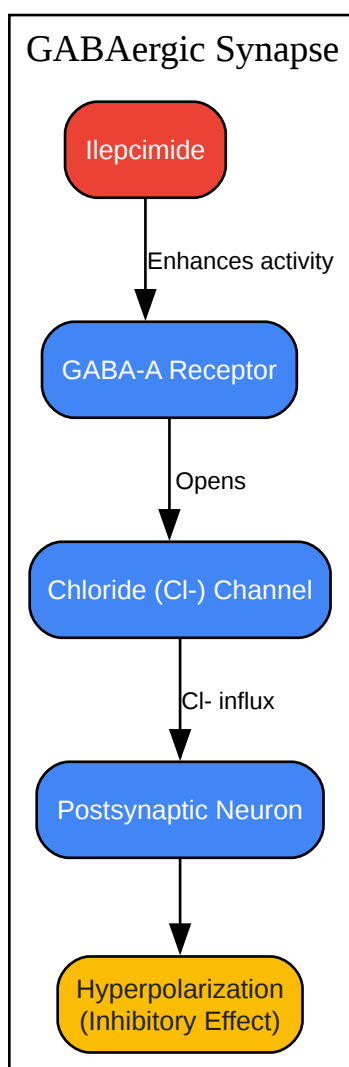 GABAergic Synapse
Ilepcimide
Enhances activity
GABA-A Receptor
Opens
Chloride (Cl-) Channel
Cl- influx
Postsynaptic Neuron
Hyperpolarization
(Inhibitory Effect)